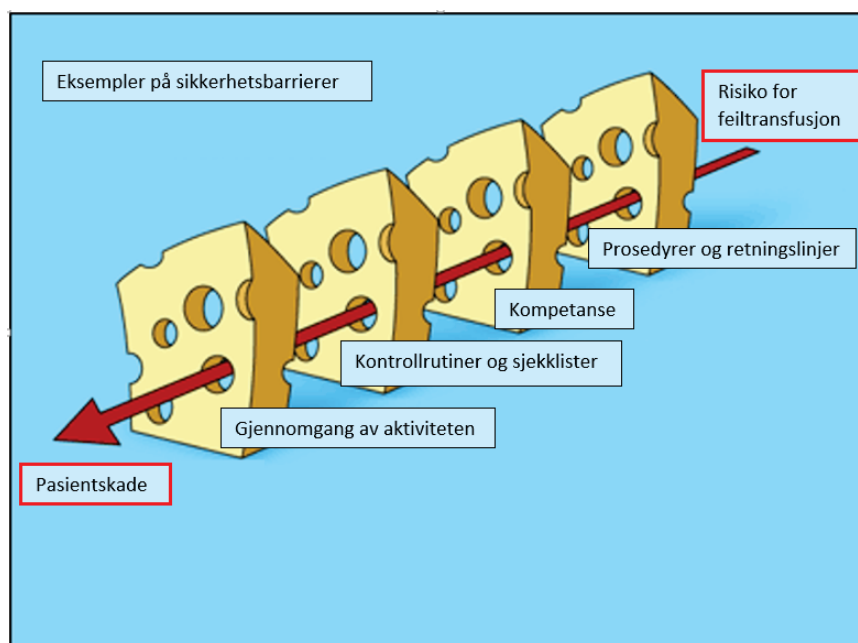 Eksempler på sikkerhetsbarrierer
Risiko for
feiltransfusjon
Prosedyrer og retningslinjer
Kompetanse
Kontrollrutiner og sjekklister
Gjennomgang av aktiviteten
Pasientskade